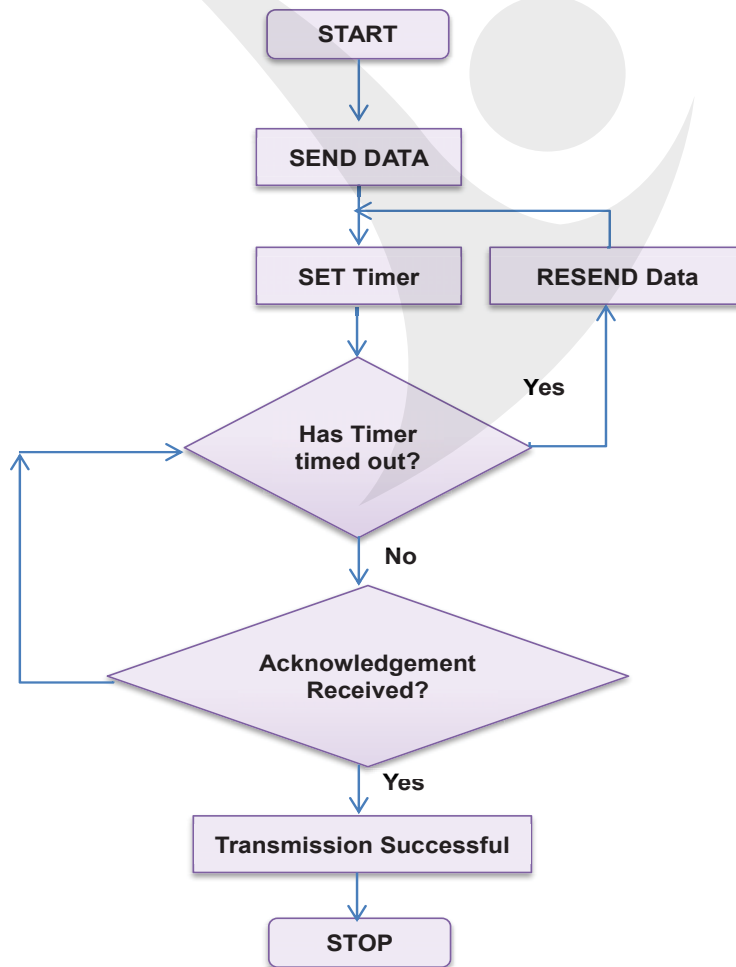 START
SEND DATA
SET Timer
RESEND Data
Yes
Has Timer
timed out?
No
Acknowledgement
Received?
Yes
Transmission Successful
STOP